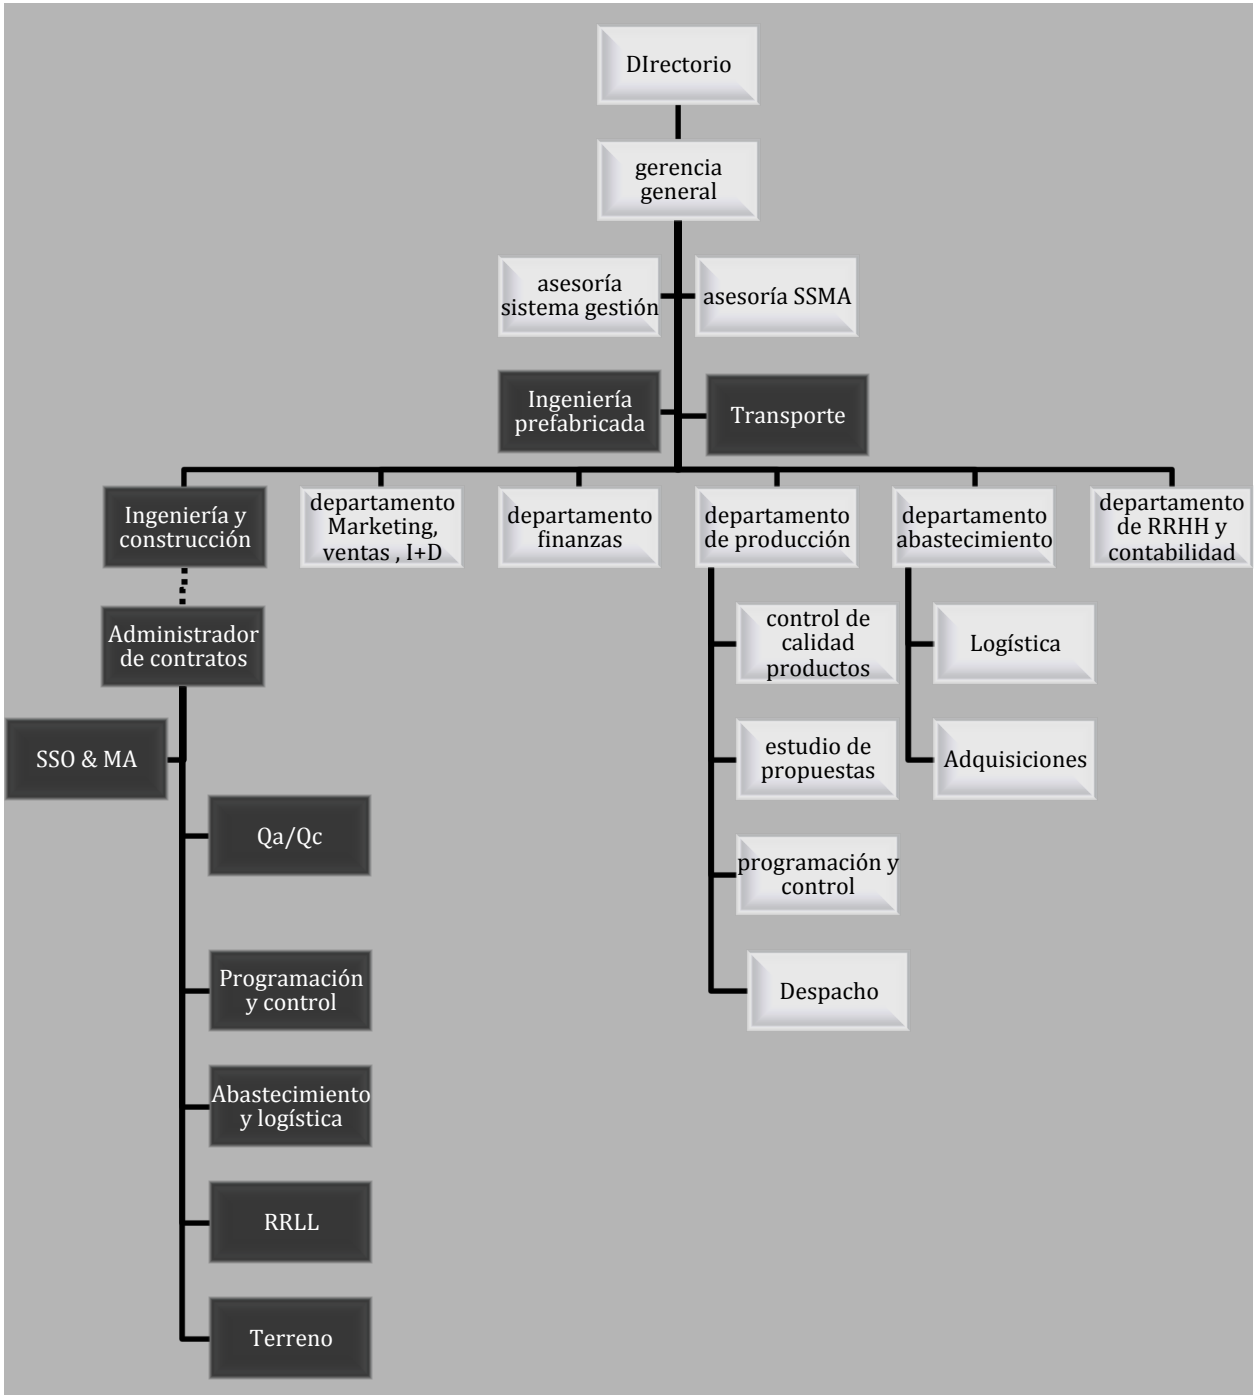 DIrectorio
gerencia
general
asesoría
sistema gestión
asesoría SSMA
Ingeniería
prefabricada
Transporte
Ingeniería y
construcción
departamento
Marketing,
ventas , I+D
departamento
finanzas
departamento
de producción
departamento
abastecimiento
departamento
de RRHH y
contabilidad
Administrador
de contratos
control de
calidad
productos
Logística
SSO & MA
estudio de
propuestas
Adquisiciones
Qa/Qc
programación y
control
Programación
y control
Despacho
Abastecimiento
y logística
RRLL
Terreno